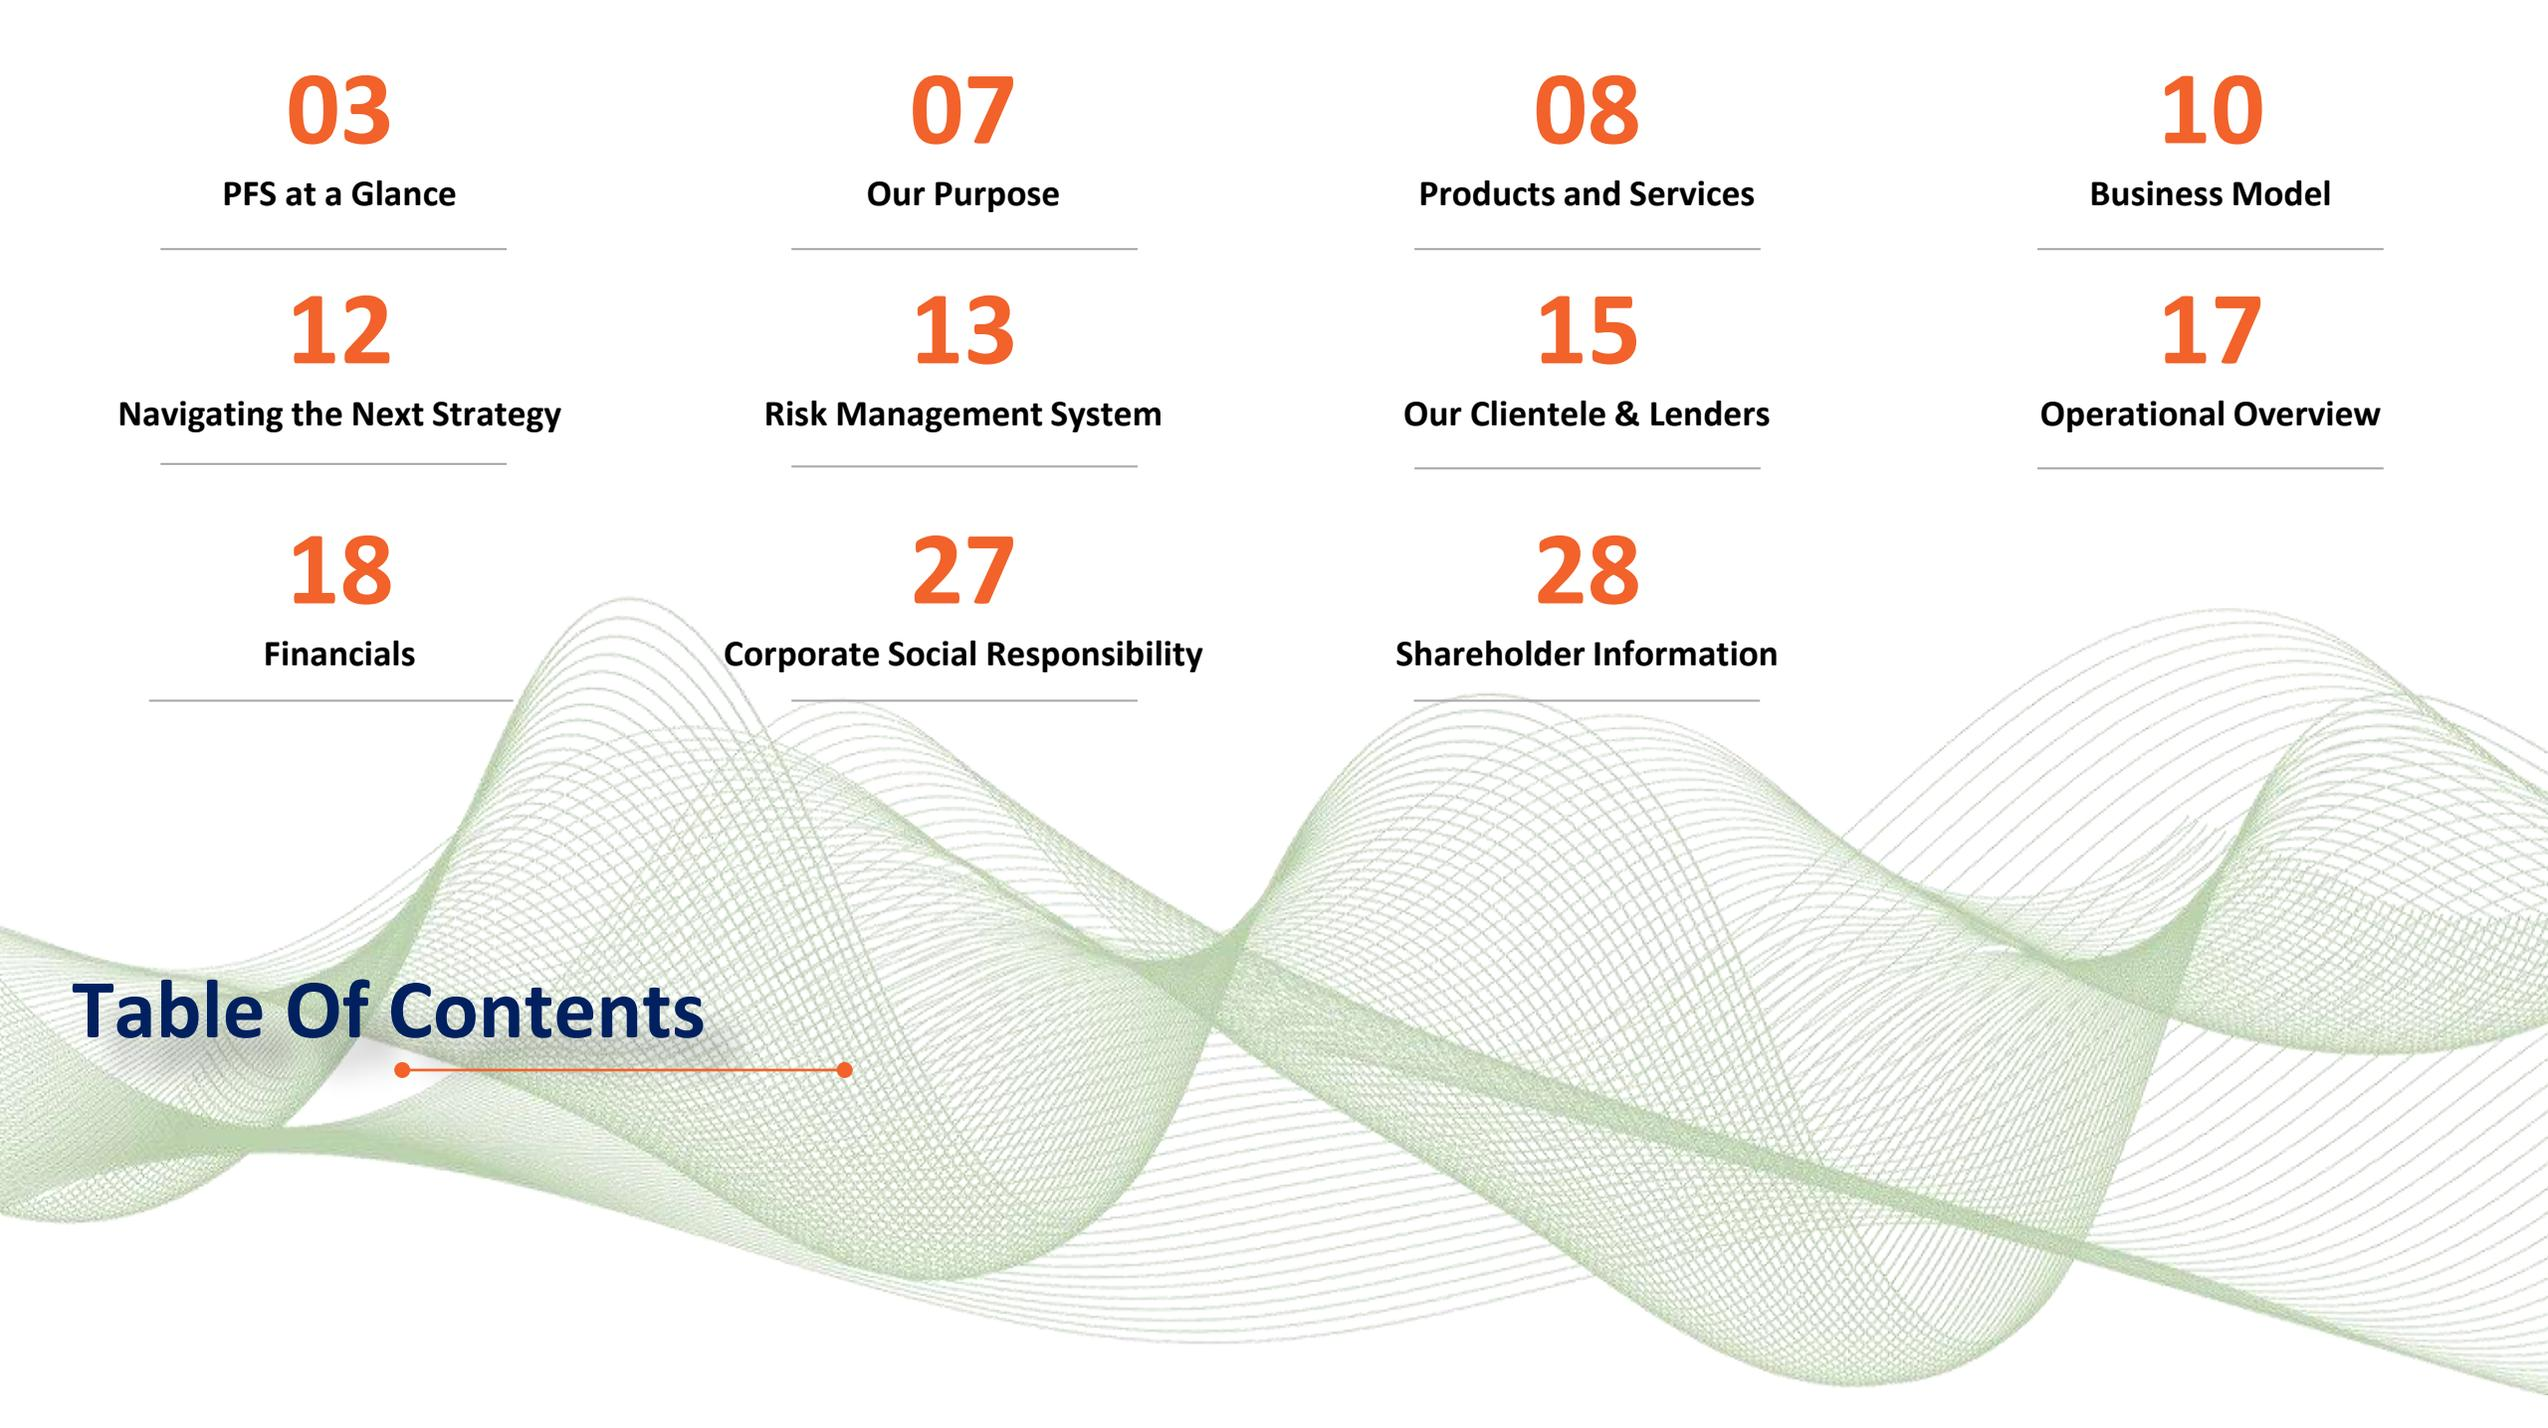 03
PFS at a Glance
07
Our Purpose
08
Products and Services
10
Business Model
12
Navigating the Next Strategy
13
Risk Management System
15
Our Clientele & Lenders
17
Operational Overview
18
Financials
27
Corporate Social Responsibility
28
Shareholder Information
Table Of Contents